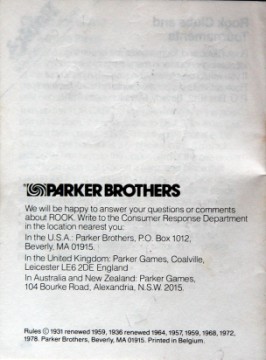 Rook Clubs and
Tournaments
PARKER BROTHERS
We will be happy to answer your questions or comments
about ROOK. Write to the Consumer Response Department
in the location nearest you:
In the U.S.A.: Parker Brothers, P.O. Box 1012,
Beverly, MA 01915.
In the United Kingdom: Parker Games, Coalville,
Leicester LE6 2DE England
In Australia and New Zealand: Parker Games,
104 Bourke Road, Alexandria, N.S.W. 2015.
Rules © 1931 renewed 1959, 1936 renewed 1964, 1957, 1959, 1968, 1972,
1978. Parker Brothers, Beverly, MA 01915. Printed in Belgium.